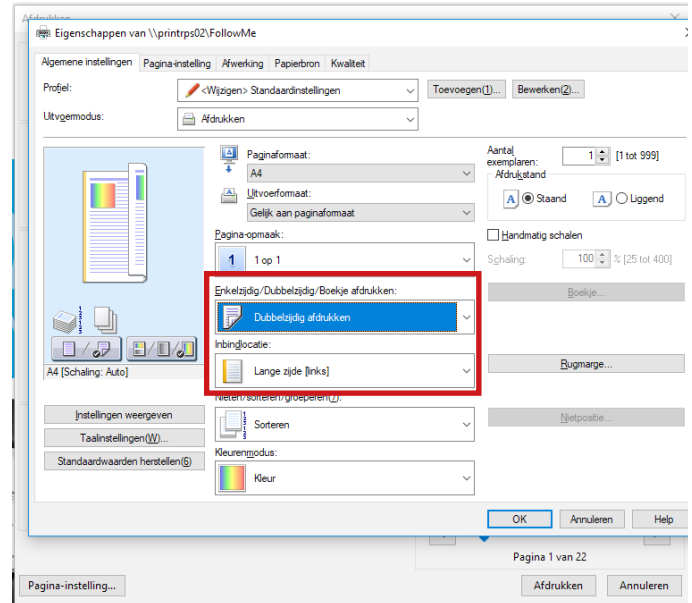 Afdrukken
Eigenschappen van \\printrps02\FollowMe
Algemene instellingen Pagina-instelling Afwerking Papierbron Kwaliteit
Profiel: <Wijzigen> Standaardinstellingen Toevoegen(1)... Bewerken(2)...
Uitvoermodus: Afdrukken
Paginaformaat:
A4
Uitvoerformaat:
Gelijk aan paginaformaat
Aantal
exemplaren: 1 [1 tot 999]
Afdrukstand
A Staand A Liggend
Pagina-opmaak:
1 1 op 1
Handmatig schalen
Schaling: 100 % [25 tot 400]
Enkelzijdig/Dubbelzijdig/Boekje afdrukken:
Dubbelzijdig afdrukken
Boekje...
Inbindlocatie:
Lange zijde [links]
Rugmarge...
A4 [Schaling: Auto]
Nieten/sorteren/groeperen(7):
Sorteren
Nietpositie...
Instellingen weergeven
Taalinstellingen(W)...
Standaardwaarden herstellen(6)
Kleurenmodus:
Kleur
OK Annuleren Help
Pagina 1 van 22
Pagina-instelling... Afdrukken Annuleren